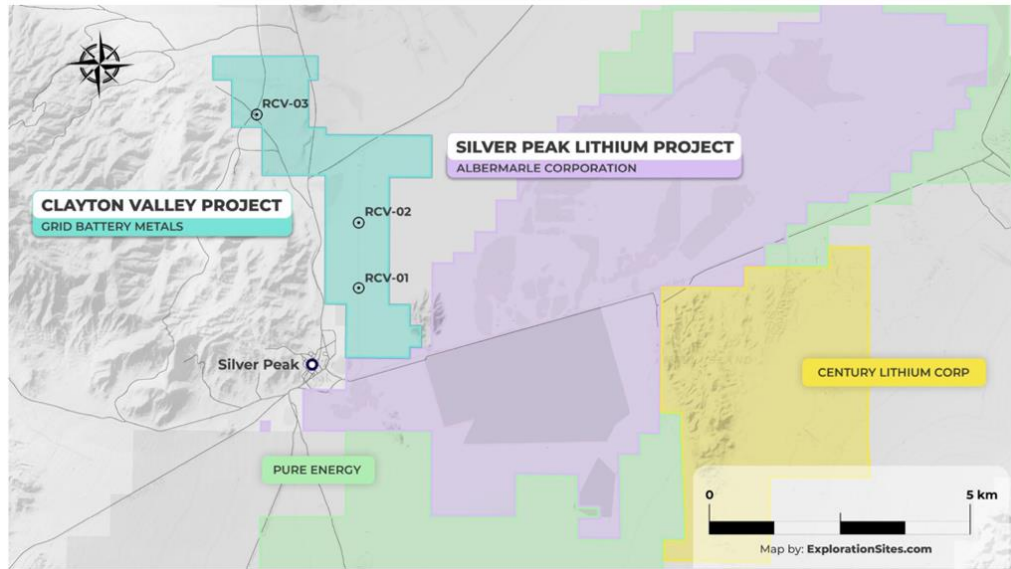 RCV-03
SILVER PEAK LITHIUM PROJECT
ALBERMARLE CORPORATION
CLAYTON VALLEY PROJECT
GRID BATTERY METALS
RCV-02
RCV-01
Silver Peak
CENTURY LITHIUM CORP
PURE ENERGY
0
5 km
Map by: ExplorationSites.com